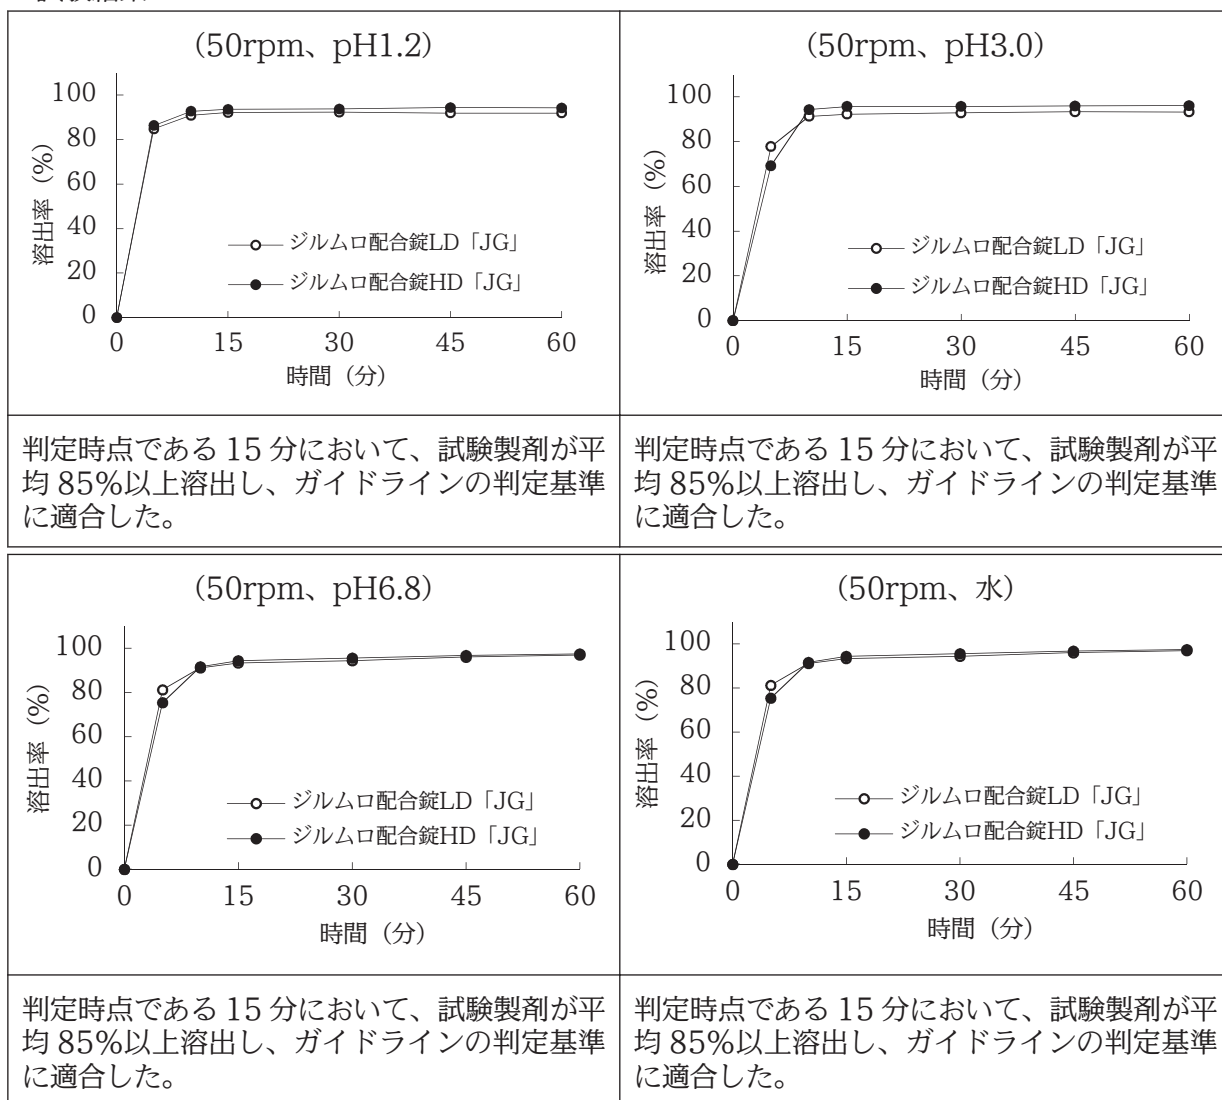 (50rpm、pH1.2)
100
80
60
40
20
0
溶出率 (%)
ジルムロ配合錠LD「JG」
ジルムロ配合錠HD「JG」
0 15 30 45 60
時間 (分)
判定時点である 15 分において、試験製剤が平
均 85%以上溶出し、ガイドラインの判定基準
に適合した。
(50rpm、pH3.0)
100
80
60
40
20
0
溶出率 (%)
ジルムロ配合錠LD「JG」
ジルムロ配合錠HD「JG」
0 15 30 45 60
時間 (分)
判定時点である 15 分において、試験製剤が平
均 85%以上溶出し、ガイドラインの判定基準
に適合した。
(50rpm、pH6.8)
100
80
60
40
20
0
溶出率 (%)
ジルムロ配合錠LD「JG」
ジルムロ配合錠HD「JG」
0 15 30 45 60
時間 (分)
判定時点である 15 分において、試験製剤が平
均 85%以上溶出し、ガイドラインの判定基準
に適合した。
(50rpm、水)
100
80
60
40
20
0
溶出率 (%)
ジルムロ配合錠LD「JG」
ジルムロ配合錠HD「JG」
0 15 30 45 60
時間 (分)
判定時点である 15 分において、試験製剤が平
均 85%以上溶出し、ガイドラインの判定基準
に適合した。